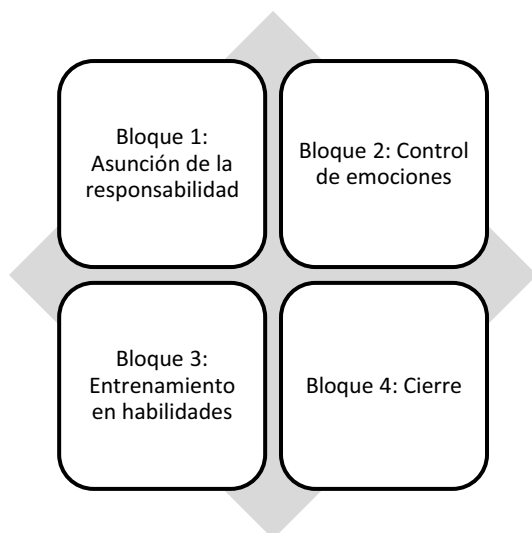 Bloque 1:
Asunción de la
responsabilidad
Bloque 2: Control
de emociones
Bloque 3:
Entrenamiento
en habilidades
Bloque 4: Cierre